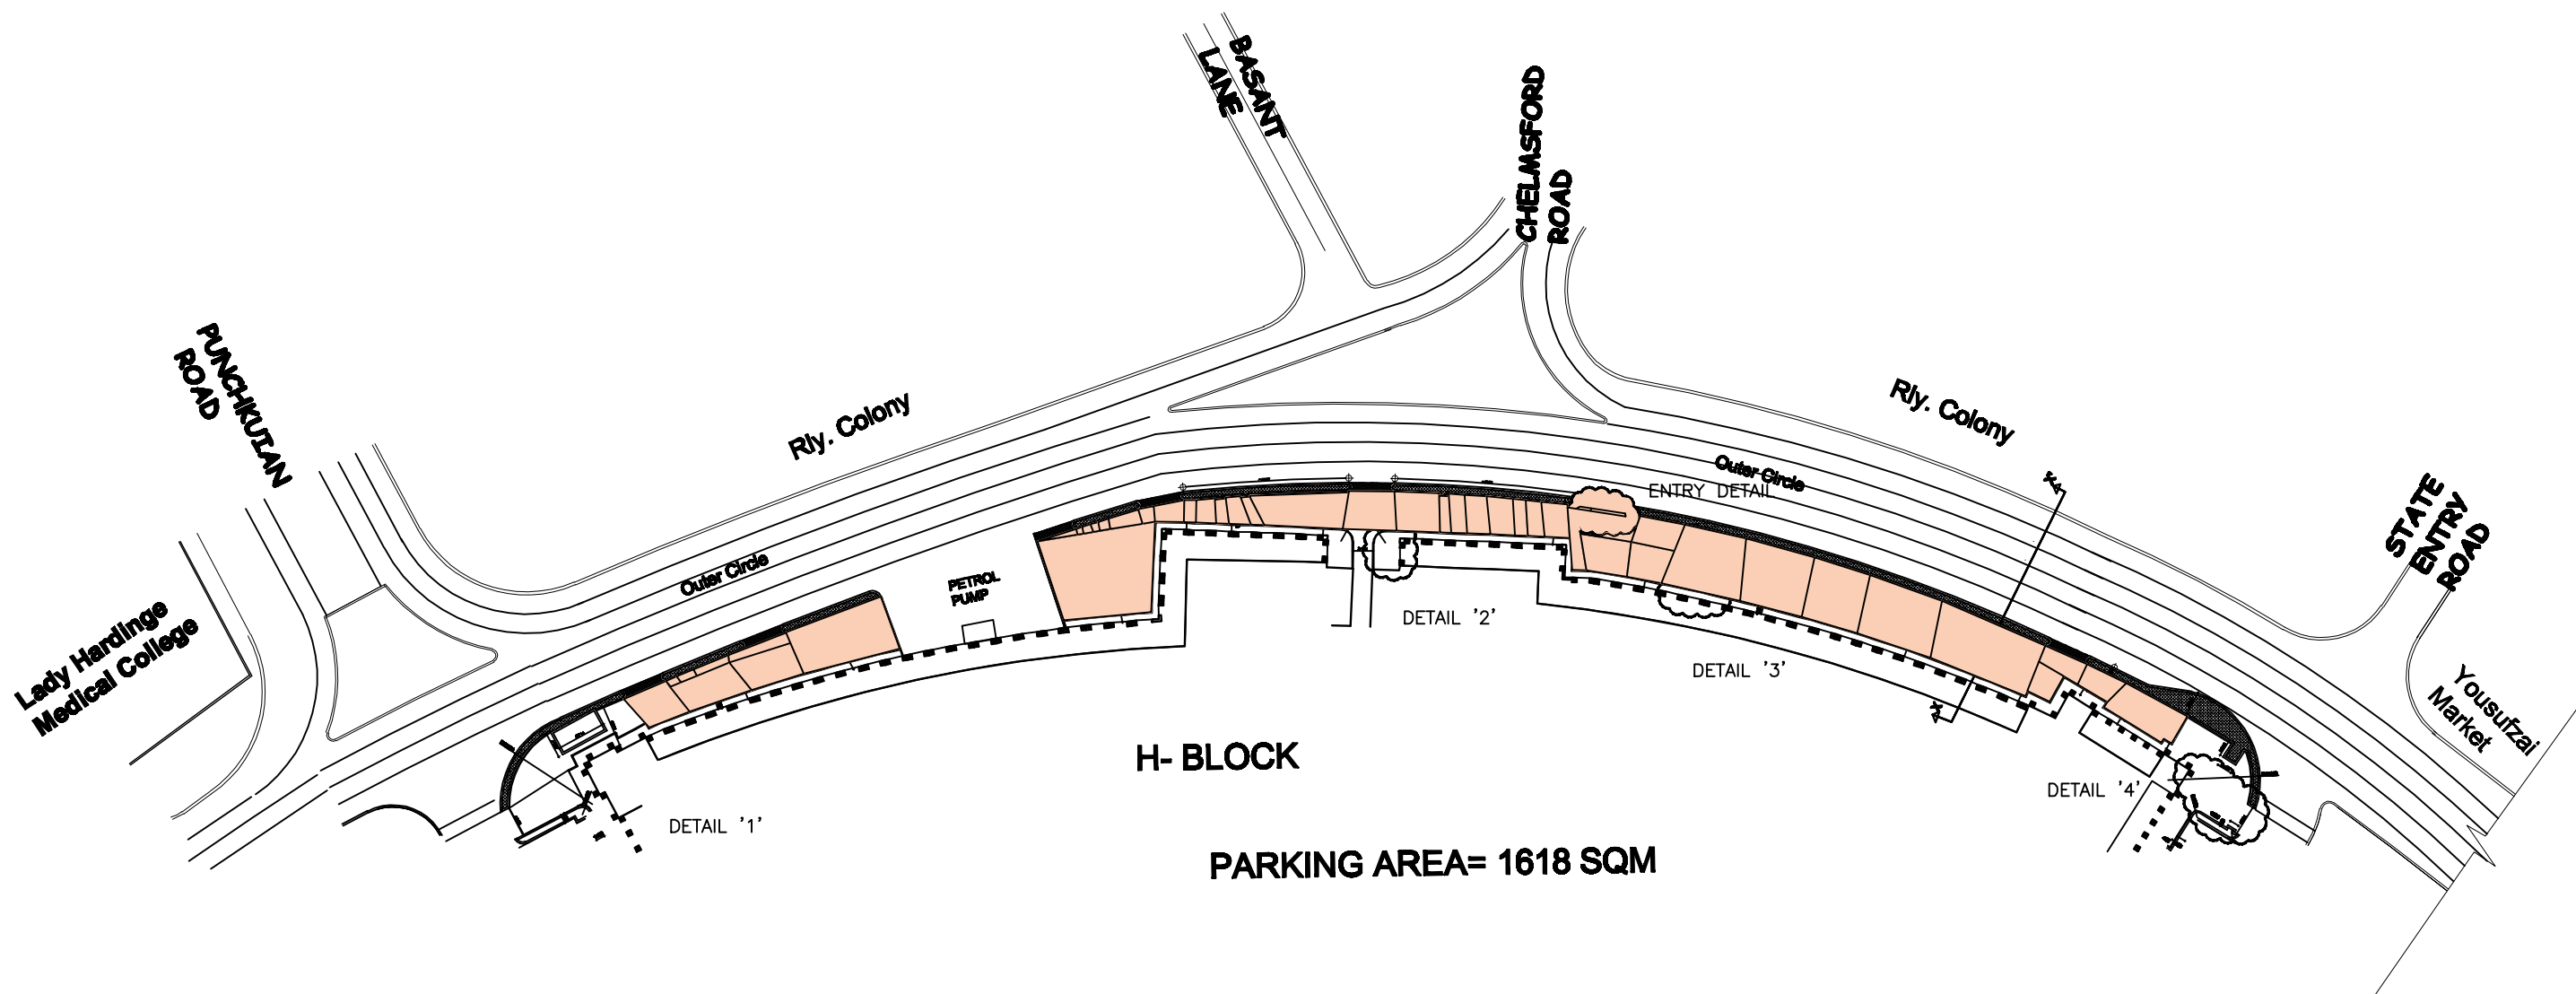 BASANT
LANE
CHELMSFORD
ROAD
PUNCHKUIAN
ROAD
Rly. Colony
Rly. Colony
Outer Circle
ENTRY DETAIL
STATE
ENTRY
ROAD
Outer Circle
PETROL
PUMP
Lady Hardinge
Medical College
DETAIL '2'
DETAIL '3'
Yousufzai
Market
H- BLOCK
DETAIL '4'
DETAIL '1'
PARKING AREA= 1618 SQM